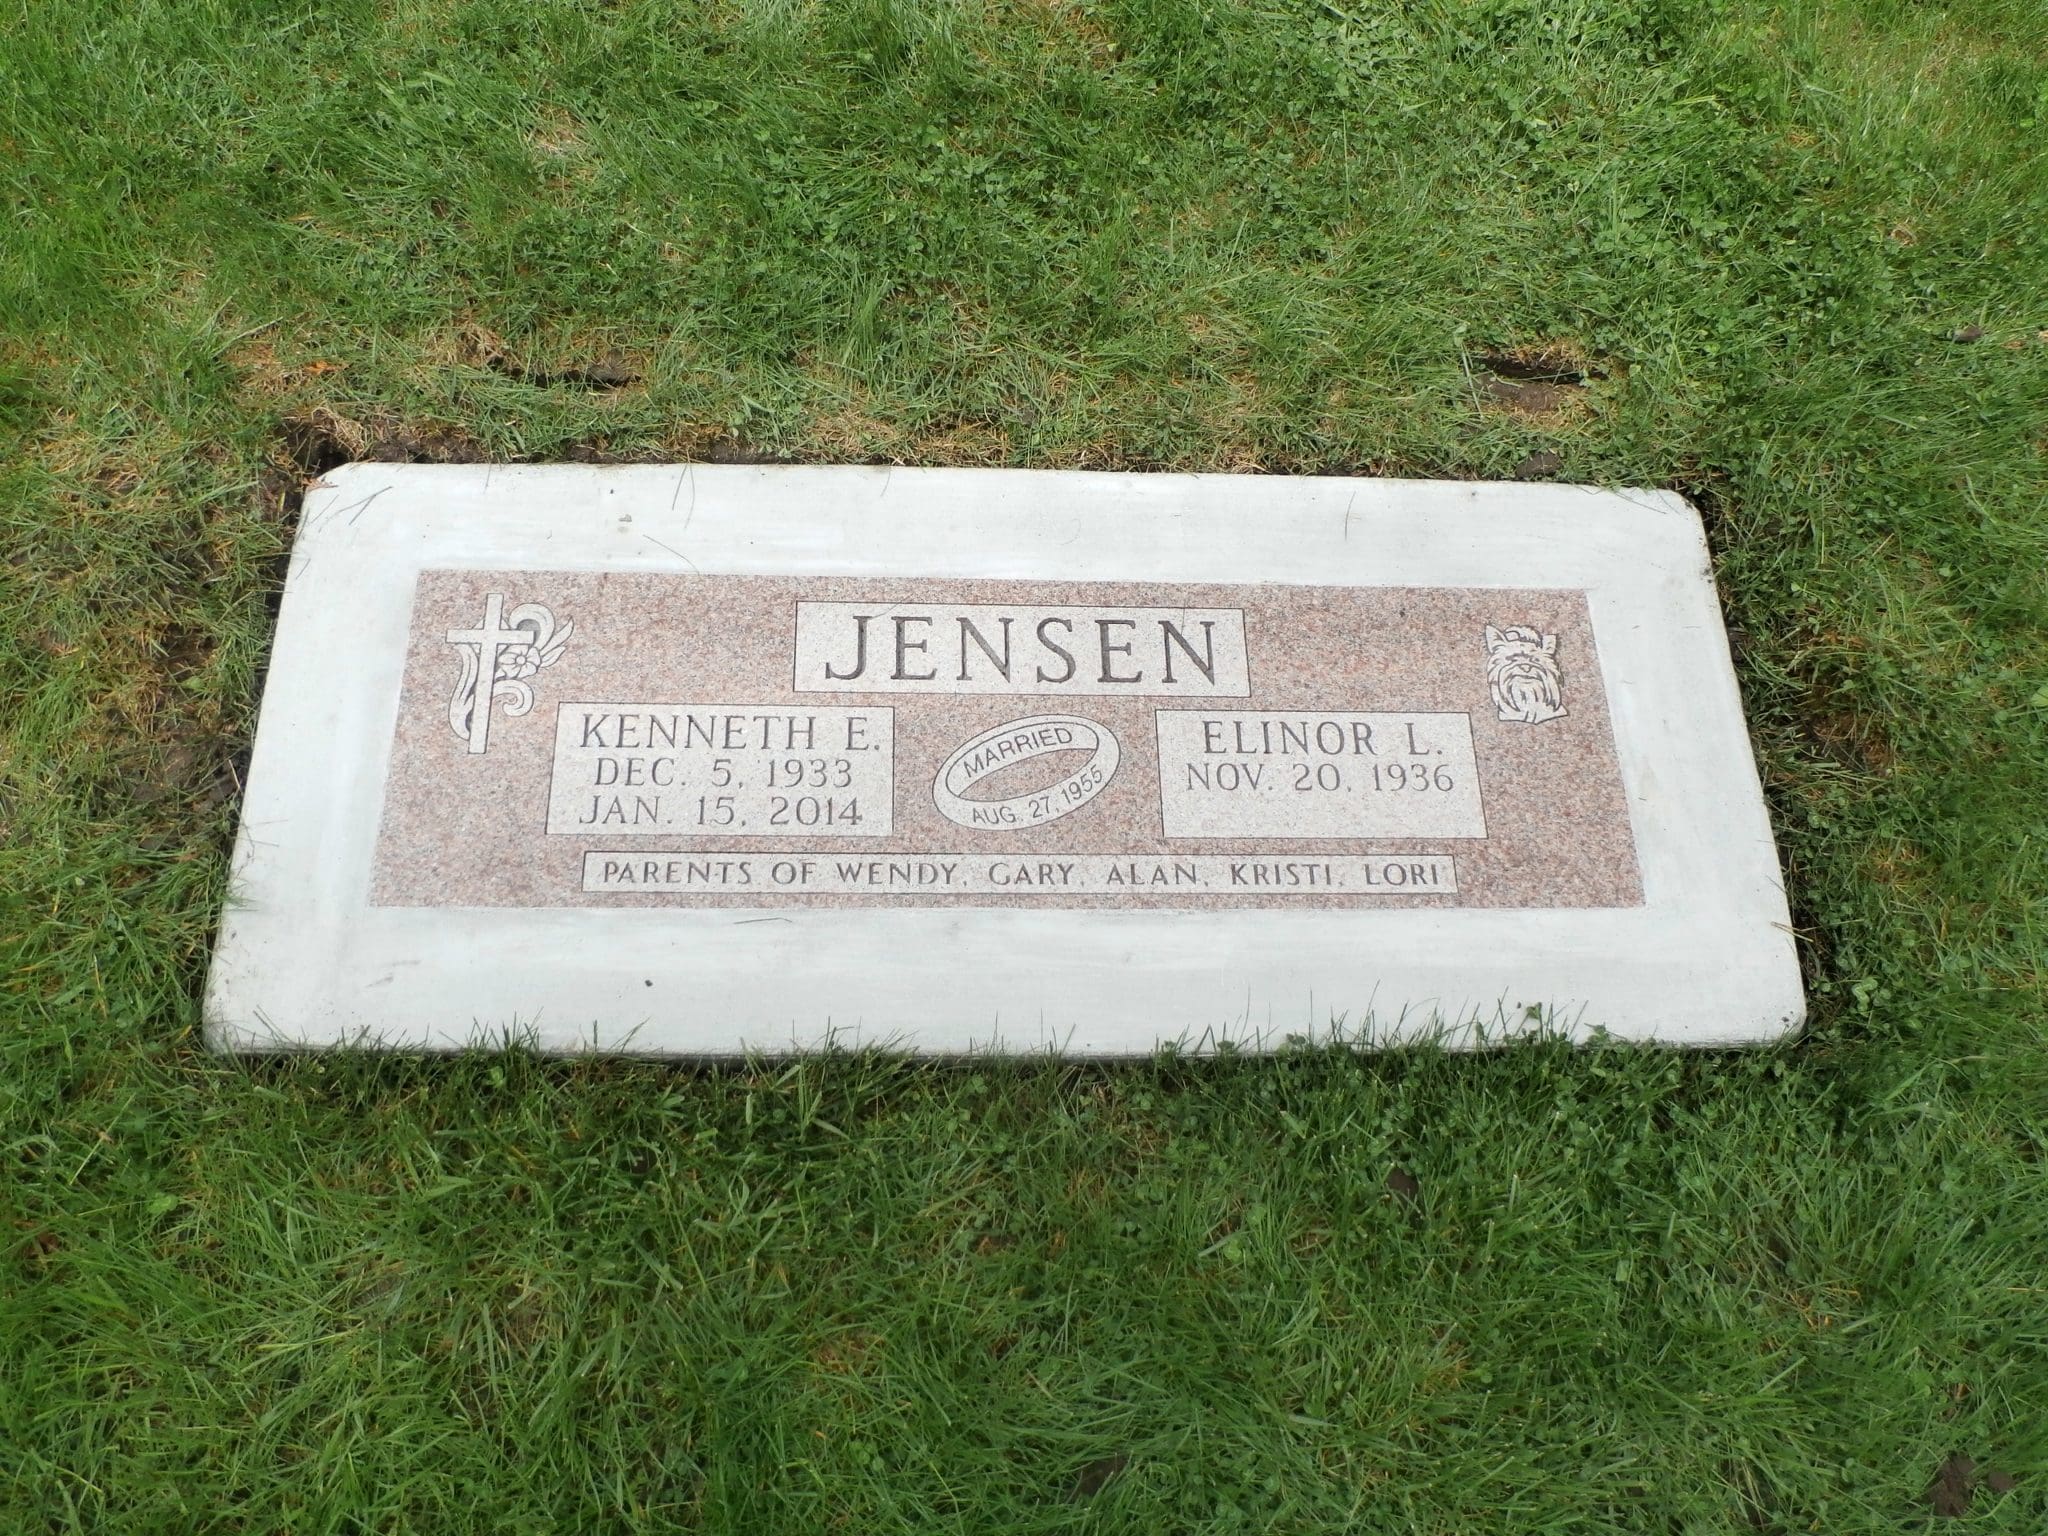 JENSEN
KENNETH E.
DEC. 5, 1933
JAN. 15, 2014
MARRIED
AUG. 27, 1955
ELINOR L.
NOV. 20, 1936
PARENTS OF WENDY, GARY, ALAN, KRISTI, LORI